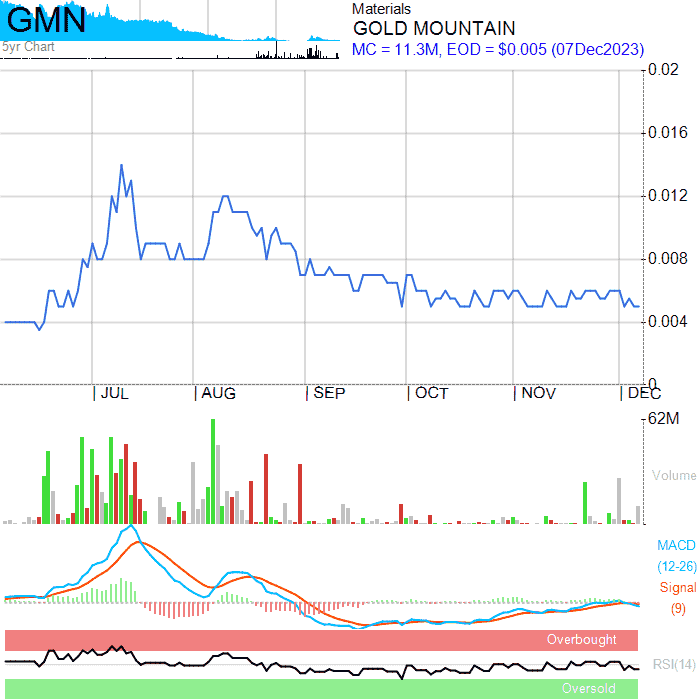 GMN
5yr Chart
Materials
GOLD MOUNTAIN
MC = 11.3M, EOD = $0.005 (07Dec2023)
0.02
0.016
0.012
0.008
0.004
0
JUL AUG SEP OCT NOV DEC
62M
Volume
MACD
(12-26)
Signal
(9)
Overbought
RSI(14)
Oversold